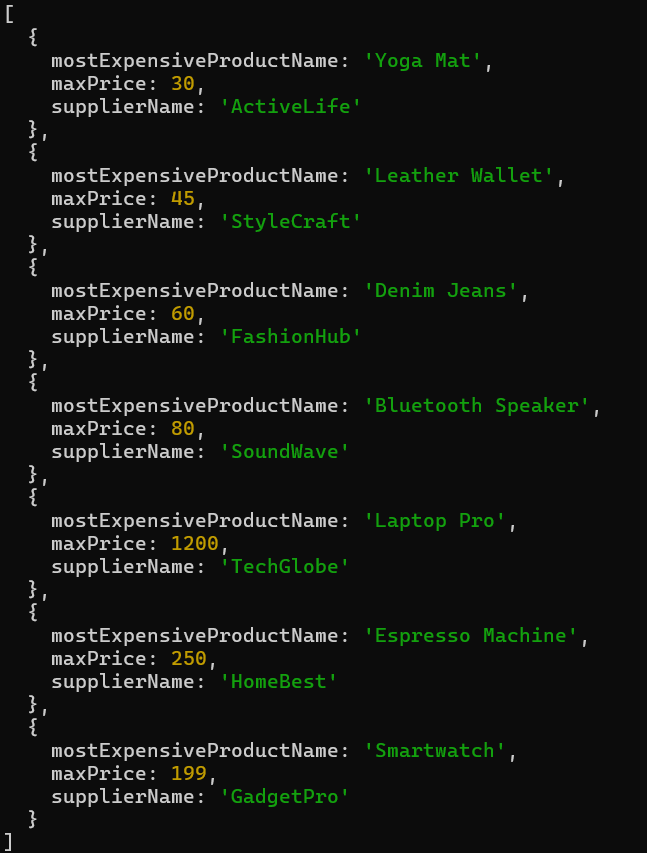 [
  {
    mostExpensiveProductName: 'Yoga Mat',
    maxPrice: 30,
    supplierName: 'ActiveLife'
  },
  {
    mostExpensiveProductName: 'Leather Wallet',
    maxPrice: 45,
    supplierName: 'StyleCraft'
  },
  {
    mostExpensiveProductName: 'Denim Jeans',
    maxPrice: 60,
    supplierName: 'FashionHub'
  },
  {
    mostExpensiveProductName: 'Bluetooth Speaker',
    maxPrice: 80,
    supplierName: 'SoundWave'
  },
  {
    mostExpensiveProductName: 'Laptop Pro',
    maxPrice: 1200,
    supplierName: 'TechGlobe'
  },
  {
    mostExpensiveProductName: 'Espresso Machine',
    maxPrice: 250,
    supplierName: 'HomeBest'
  },
  {
    mostExpensiveProductName: 'Smartwatch',
    maxPrice: 199,
    supplierName: 'GadgetPro'
  }
]